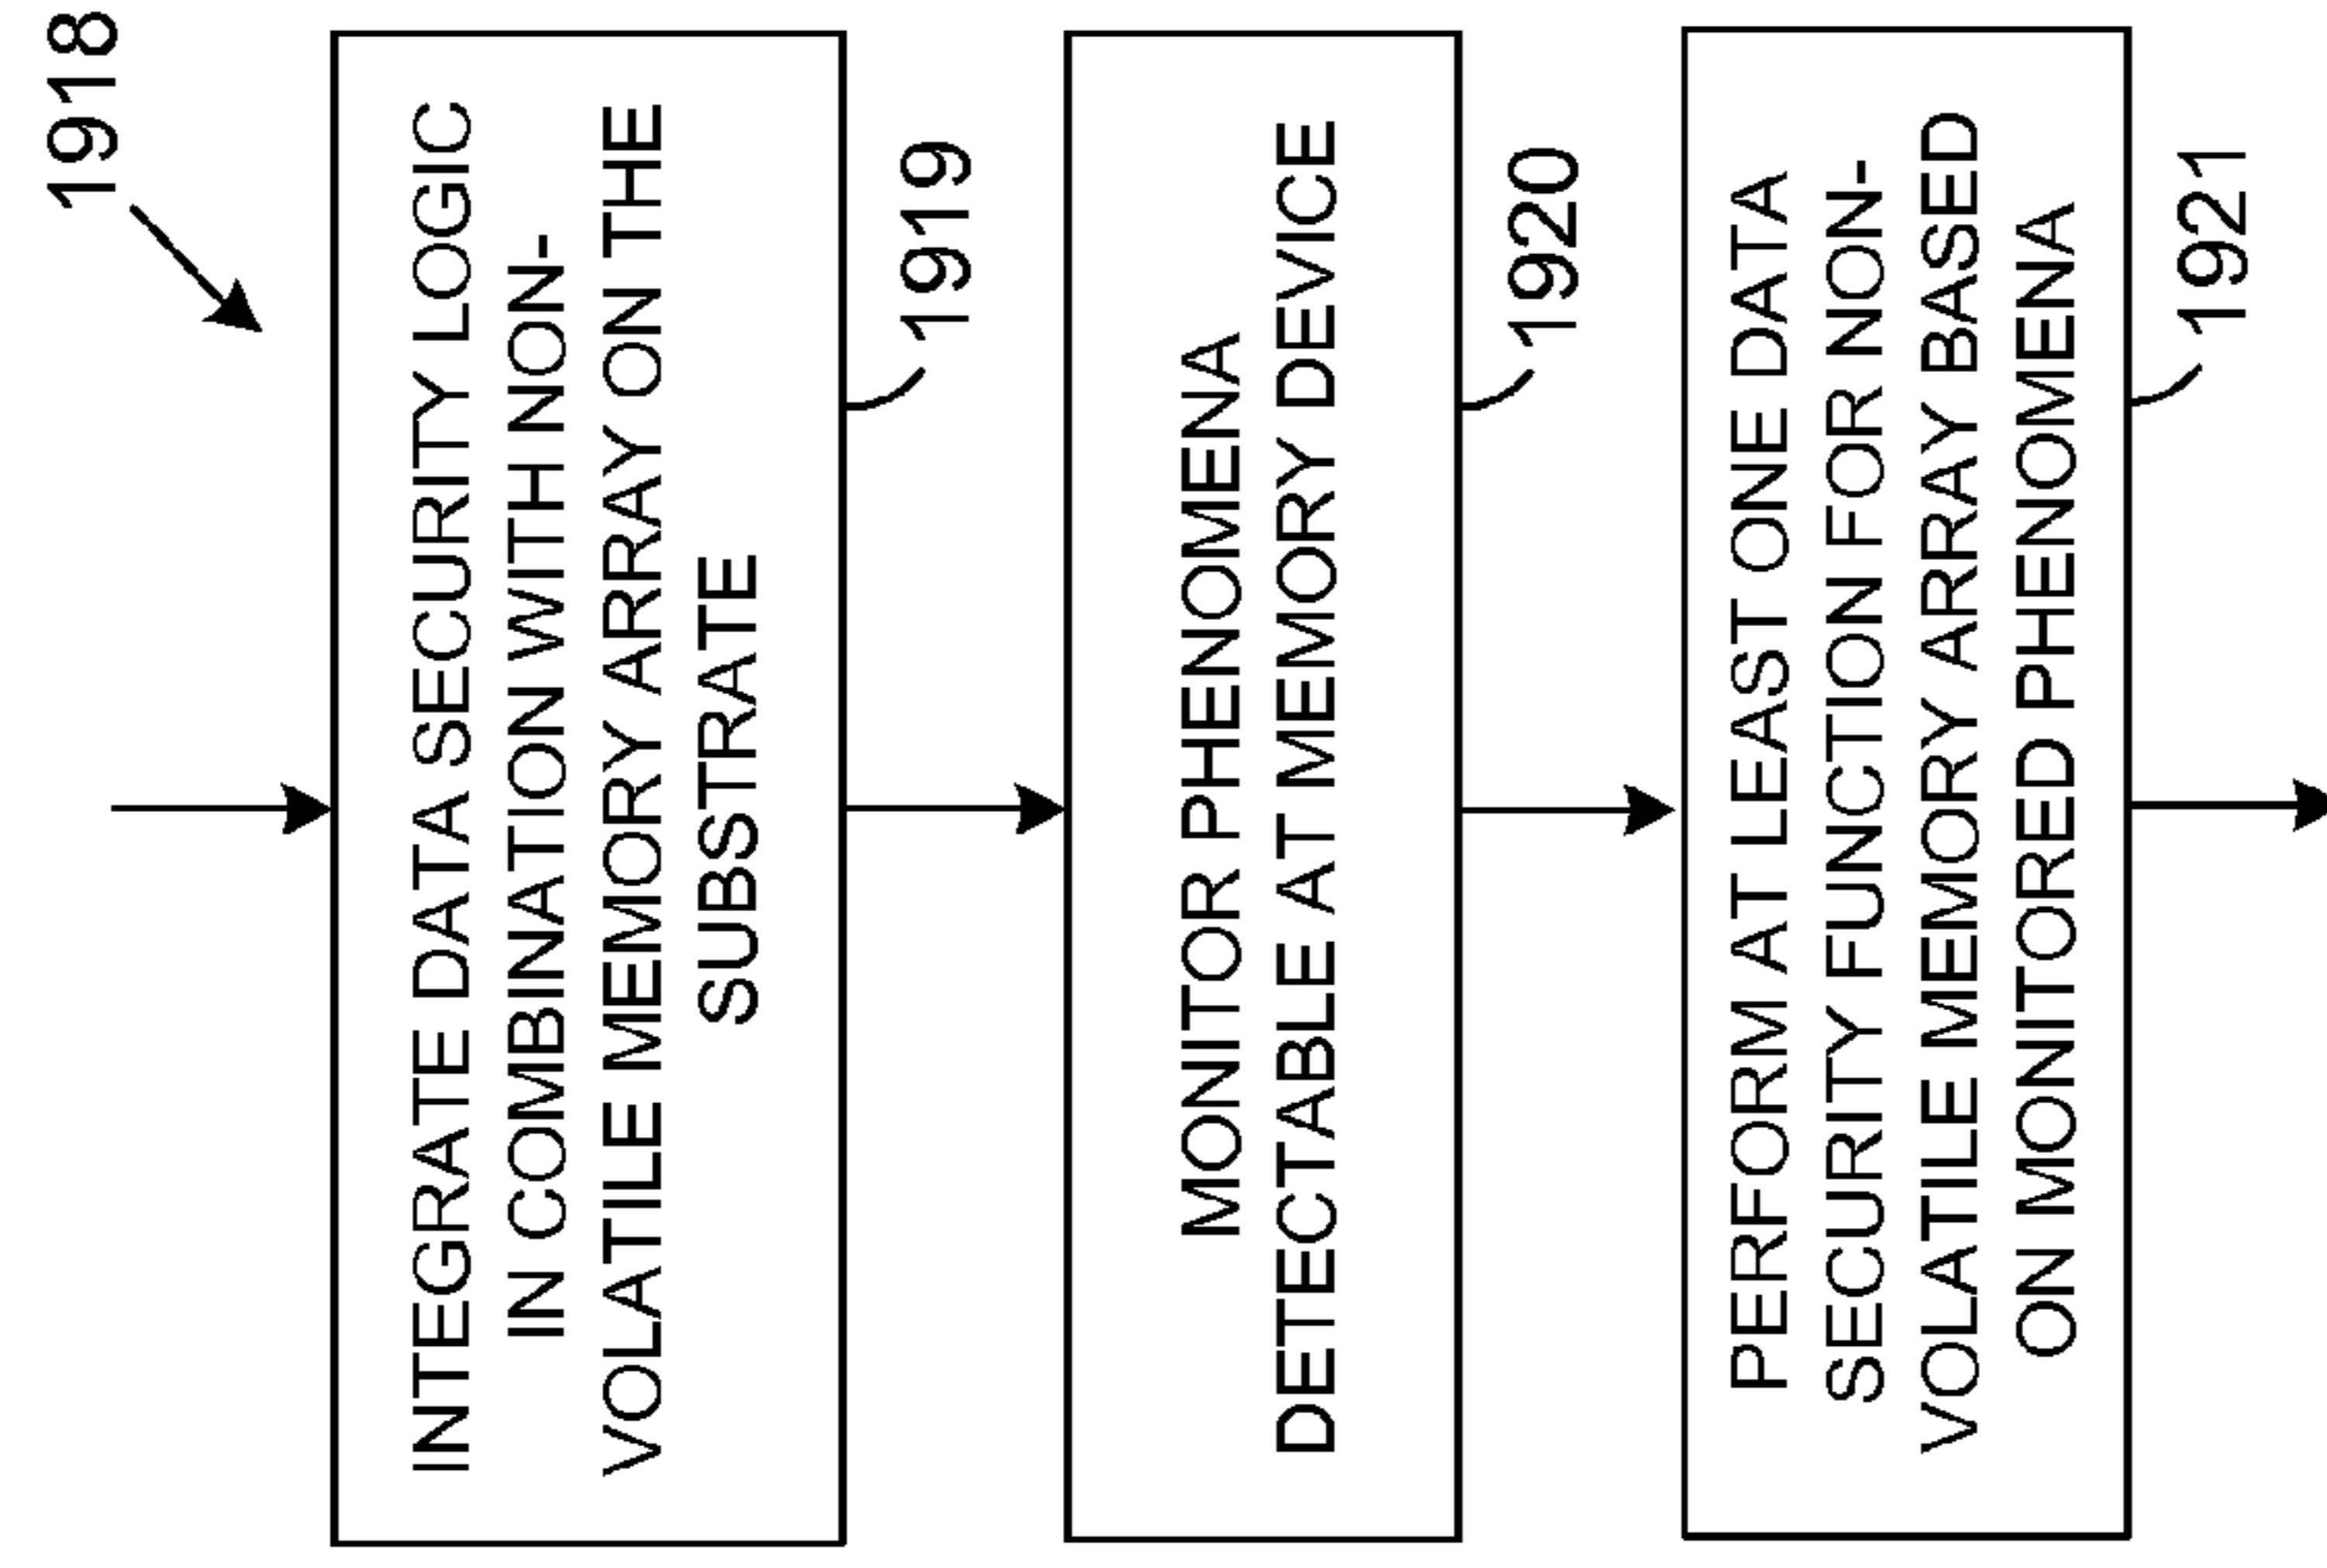 1918
INTEGRATE DATA SECURITY LOGIC
IN COMBINATION WITH NON-
VOLATILE MEMORY ARRAY ON THE
SUBSTRATE
1919
MONITOR PHENOMENA
DETECTABLE AT MEMORY DEVICE
1920
PERFORM AT LEAST ONE DATA
SECURITY FUNCTION FOR NON-
VOLATILE MEMORY ARRAY BASED
ON MONITORED PHENOMENA
1921